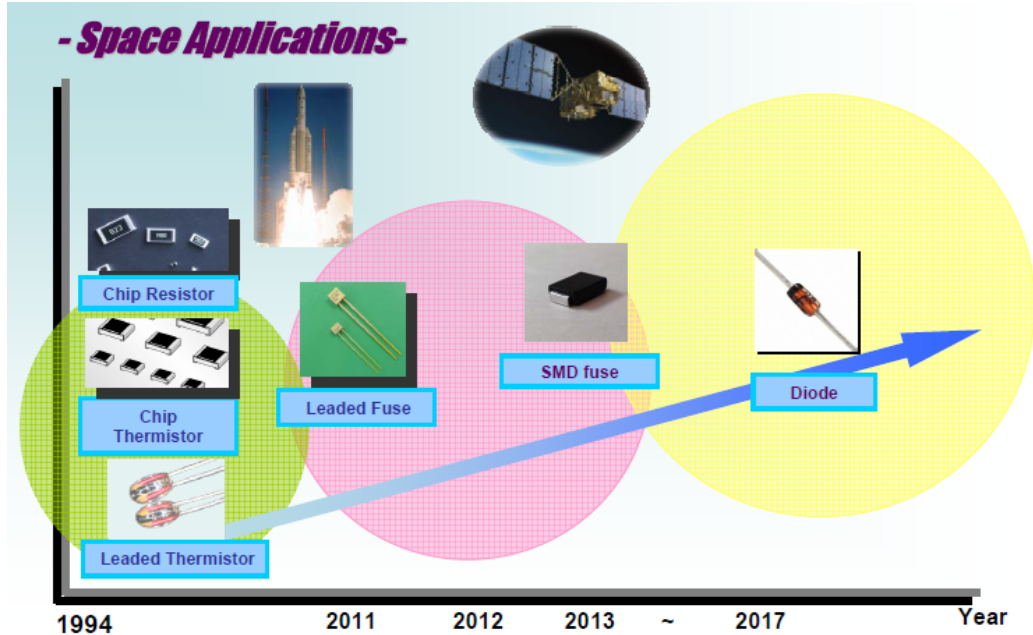 - Space Applications-
Chip Resistor
Chip
Thermistor
Leaded Thermistor
Leaded Fuse
SMD fuse
Diode
1994 2011 2012 2013 ~ 2017 Year